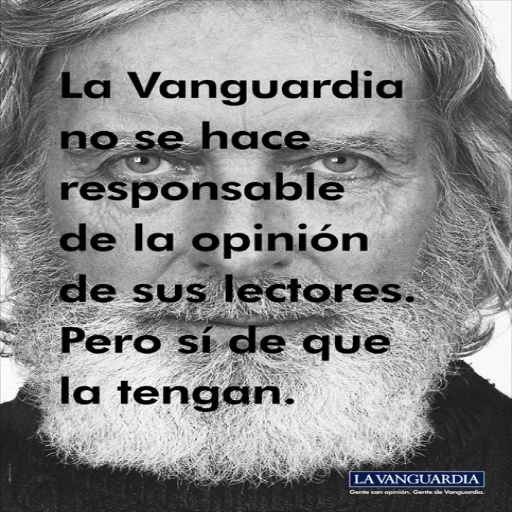 La Vanguardia
no se hace
responsable
de la opinión
de sus lectores.
Pero sí de que
la tengan.
LA VANGUARDIA
Gente con opinión. Gente de Vanguardia.